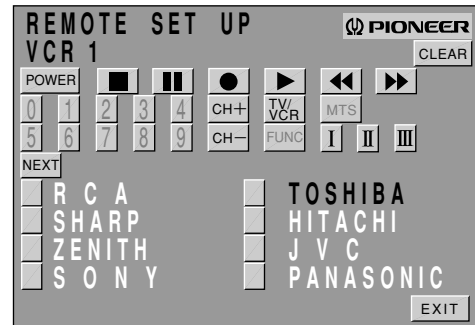 REMOTE SET UP PIONEER
VCR 1 CLEAR
POWER
0 1 2 3 4 CH+ TV/VCR MTS
5 6 7 8 9 CH− FUNC I II III
NEXT
RCA TOSHIBA
SHARP HITACHI
ZENITH JVC
SONY PANASONIC
EXIT